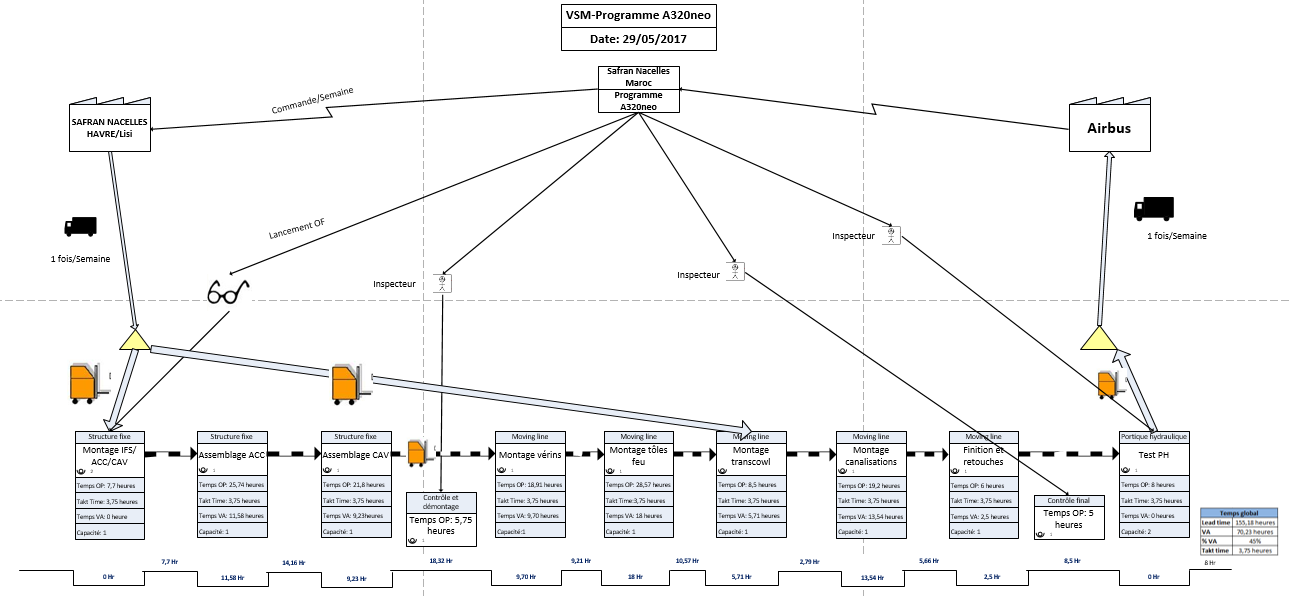 VSM-Programme A320neo
Date: 29/05/2017
Safran Nacelles
Maroc
Programme
A320neo
SAFRAN NACELLES
HAVRE/Lisi
Airbus
Commande/Semaine
Lancement OF
1 fois/Semaine
1 fois/Semaine
Inspecteur
Inspecteur
Inspecteur
Structure fixe
Montage IFS/
ACC/CAV
2
Temps OP: 7,7 heures
Takt Time: 3,75 heures
Temps VA: 0 heure
Capacité: 1
Structure fixe
Assemblage ACC
1
Temps OP: 25,74 heures
Takt Time: 3,75 heures
Temps VA: 11,58 heures
Capacité: 1
Structure fixe
Assemblage CAV
1
Temps OP: 21,8 heures
Takt Time: 3,75 heures
Temps VA: 9,23heures
Capacité: 1
Contrôle et
démontage
Temps OP: 5,75
heures
1
Moving line
Montage vérins
1
Temps OP: 18,91 heures
Takt Time: 3,75 heures
Temps VA: 9,70 heures
Capacité:1
Moving line
Montage tôles
feu
1
Temps OP: 28,57 heures
Takt Time:3,75 heures
Temps VA: 18 heures
Capacité: 1
Moving line
Montage
transcowl
1
Temps OP: 8,5 heures
Takt Time: 3,75 heures
Temps VA: 5,71 heures
Capacité: 1
Moving line
Montage
canalisations
1
Temps OP: 19,2 heures
Takt Time: 3,75 heures
Temps VA: 13,54 heures
Capacité: 1
Moving line
Finition et
retouches
1
Temps OP: 6 heures
Takt Time: 3,75 heures
Temps VA: 2,5 heures
Capacité: 1
Contrôle final
Temps OP: 5
heures
1
Portique hydraulique
Test PH
1
Temps OP: 8 heures
Takt Time: 3,75 heures
Temps VA: 0 heures
Capacité: 2
Temps global
Lead time 155,18 heures
VA 70,23 heures
% VA 45%
Takt time 3,75 heures
7,7 Hr 14,16 Hr 18,32 Hr 9,21 Hr 10,57 Hr 2,79 Hr 5,66 Hr 8,5 Hr 8 Hr
0 Hr 11,58 Hr 9,23 Hr 9,70 Hr 18 Hr 5,71 Hr 13,54 Hr 2,5 Hr 0 Hr